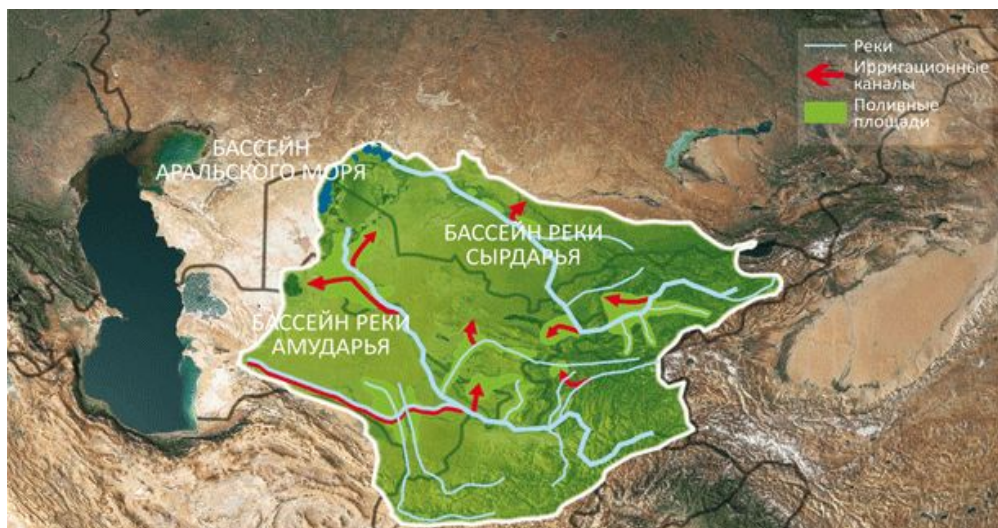 Реки
Ирригационные
каналы
Поливные
площади
БАССЕЙН
АРАЛЬСКОГО МОРЯ
БАССЕЙН РЕКИ
СЫРДАРЬЯ
БАССЕЙН РЕКИ
АМУДАРЬЯ